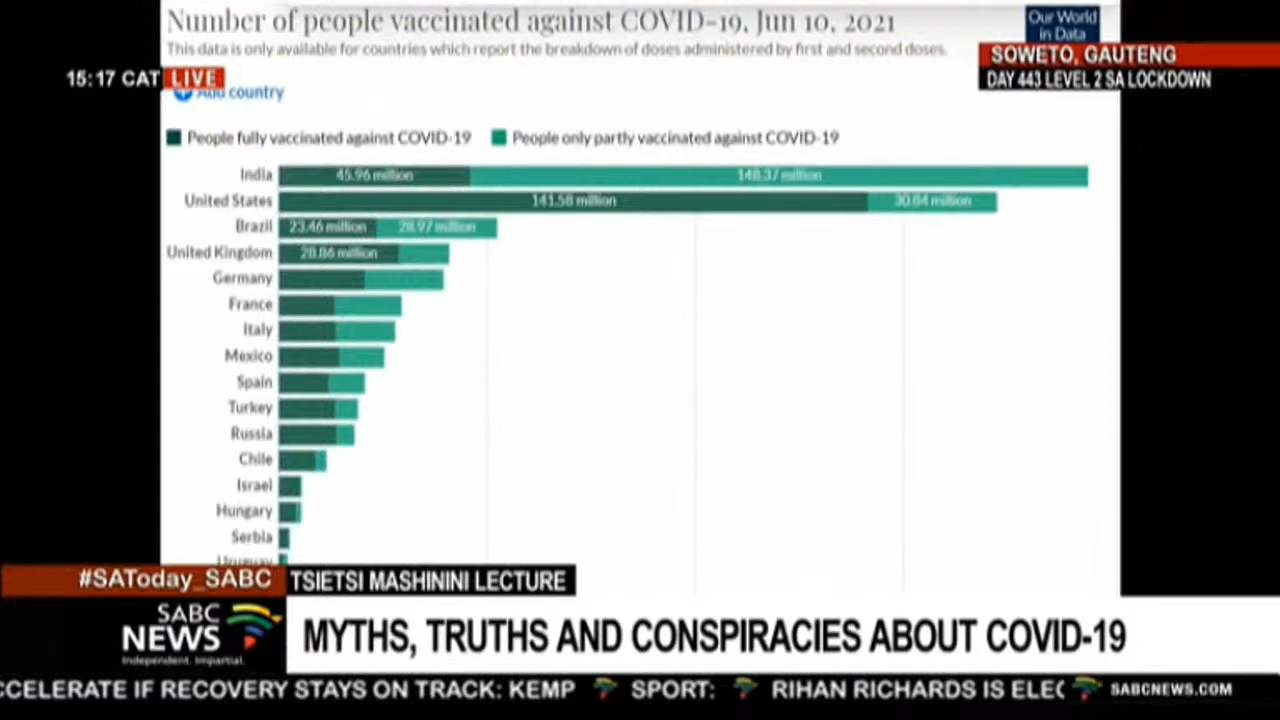 Number of people vaccinated against COVID-19, Jun 10, 2021
Our World
in Data
This data is only available for countries which report the breakdown of doses administered by first and second doses.
SOWETO, GAUTENG
15:17 CAT LIVE
DAY 443 LEVEL 2 SA LOCKDOWN
Add country
People fully vaccinated against COVID-19
People only partly vaccinated against COVID-19
India 45.96 million 148.37 million
United States 141.58 million 30.84 million
Brazil 23.46 million 28.97 million
United Kingdom 28.86 million
Germany
France
Italy
Mexico
Spain
Turkey
Russia
Chile
Israel
Hungary
Serbia
Uruguay
#SAToday_SABC TSIETSI MASHININI LECTURE
SABC
NEWS
Independent. Impartial.
MYTHS, TRUTHS AND CONSPIRACIES ABOUT COVID-19
CCELERATE IF RECOVERY STAYS ON TRACK: KEMP SPORT: RIHAN RICHARDS IS ELEC SABCNEWS.COM